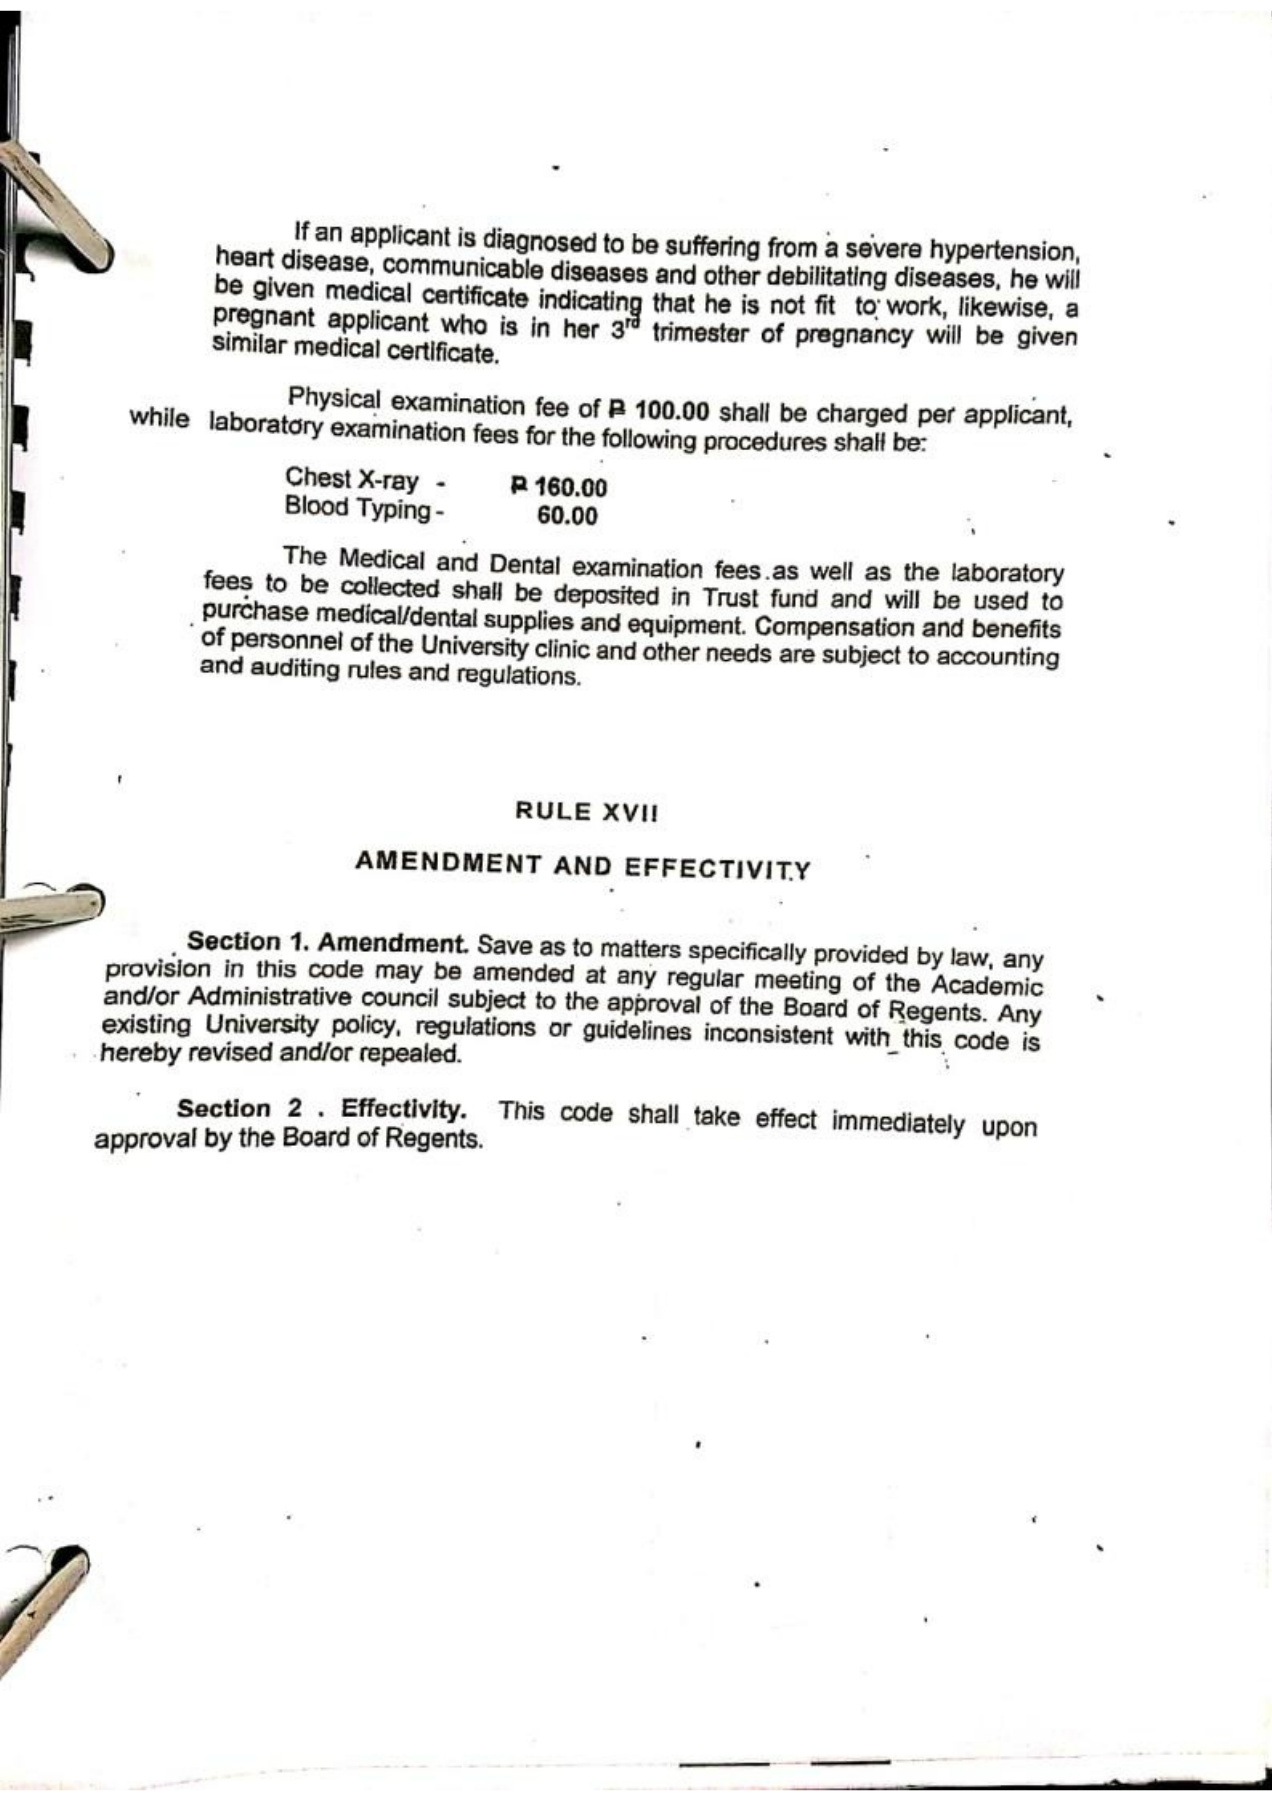 If an applicant is diagnosed to be suffering from a severe hypertension,
heart disease, communicable diseases and other debilitating diseases, he will
be given medical certificate indicating that he is not fit to work, likewise, a
pregnant applicant who is in her 3rd trimester of pregnancy will be given
similar medical certificate.
Physical examination fee of ₱ 100.00 shall be charged per applicant,
while laboratory examination fees for the following procedures shall be:
Chest X-ray - ₱ 160.00
Blood Typing - 60.00
The Medical and Dental examination fees as well as the laboratory
fees to be collected shall be deposited in Trust fund and will be used to
purchase medical/dental supplies and equipment. Compensation and benefits
of personnel of the University clinic and other needs are subject to accounting
and auditing rules and regulations.
RULE XVII
AMENDMENT AND EFFECTIVITY
Section 1. Amendment. Save as to matters specifically provided by law, any
provision in this code may be amended at any regular meeting of the Academic
and/or Administrative council subject to the approval of the Board of Regents. Any
existing University policy, regulations or guidelines inconsistent with this code is
hereby revised and/or repealed.
Section 2 . Effectivity. This code shall take effect immediately upon
approval by the Board of Regents.